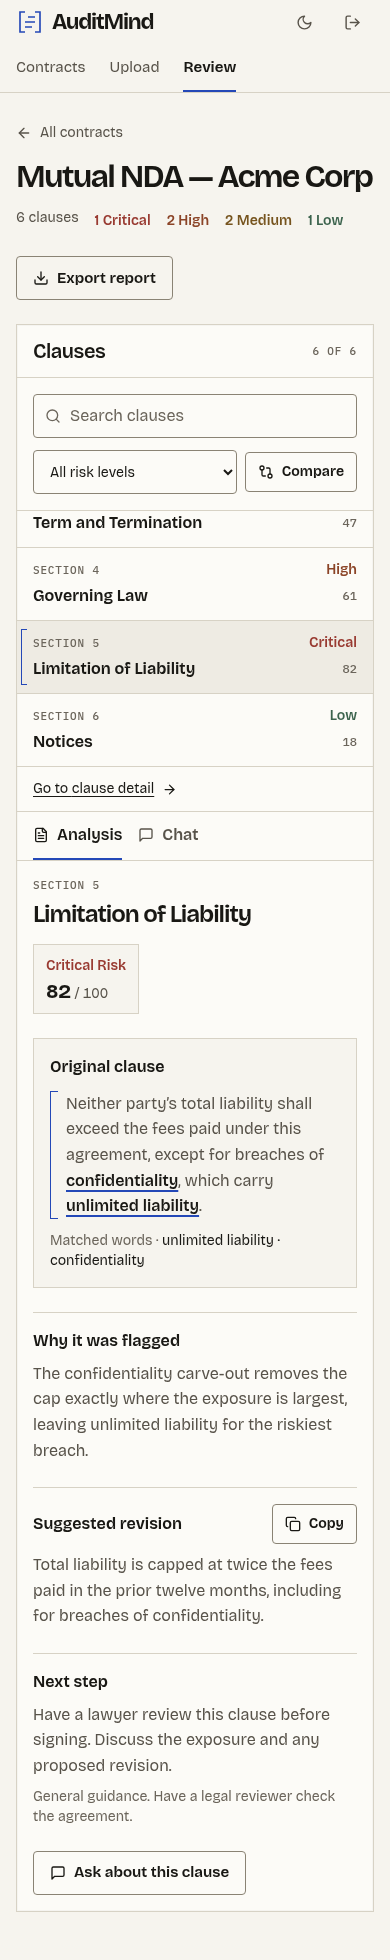 AuditMind
Contracts Upload Review
All contracts
Mutual NDA — Acme Corp
6 clauses 1 Critical 2 High 2 Medium 1 Low
Export report
Clauses 6 OF 6
Search clauses
All risk levels Compare
Term and Termination 47
SECTION 4 High
Governing Law 61
SECTION 5 Critical
Limitation of Liability 82
SECTION 6 Low
Notices 18
Go to clause detail
Analysis Chat
SECTION 5
Limitation of Liability
Critical Risk
82 / 100
Original clause
Neither party's total liability shall
exceed the fees paid under this
agreement, except for breaches of
confidentiality, which carry
unlimited liability.
Matched words · unlimited liability ·
confidentiality
Why it was flagged
The confidentiality carve-out removes the
cap exactly where the exposure is largest,
leaving unlimited liability for the riskiest
breach.
Suggested revision Copy
Total liability is capped at twice the fees
paid in the prior twelve months, including
for breaches of confidentiality.
Next step
Have a lawyer review this clause before
signing. Discuss the exposure and any
proposed revision.
General guidance. Have a legal reviewer check
the agreement.
Ask about this clause